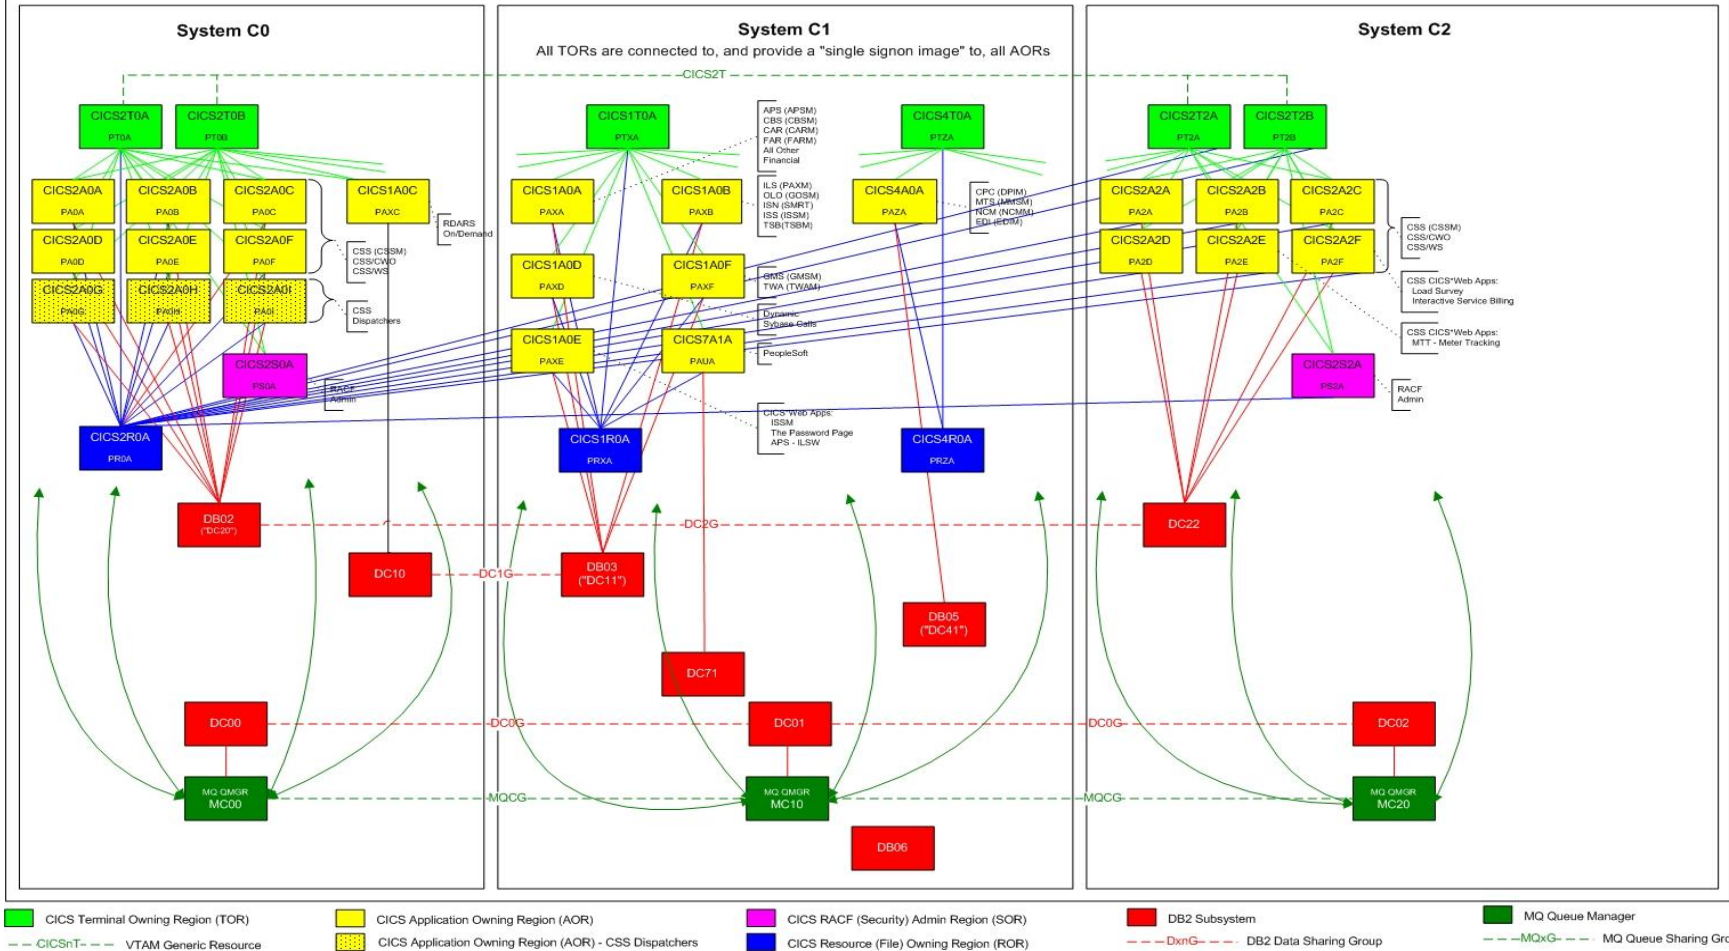 System C0
System C1
System C2
All TORs are connected to, and provide a "single signon image" to, all AORs
CICS2T
CICS2T0A
PT0A
CICS2T0B
PT0B
CICS1T0A
PTXA
CICS4T0A
PTZA
CICS2T2A
PT2A
CICS2T2B
PT2B
APS (APSM)
CBS (CBSM)
CAR (CARM)
FAR (FARM)
All Other
Financial
CICS2A0A
PA0A
CICS2A0B
PA0B
CICS2A0C
PA0C
CICS1A0C
PAXC
CICS1A0A
PAXA
CICS1A0B
PAXB
CICS4A0A
PAZA
CICS2A2A
PA2A
CICS2A2B
PA2B
CICS2A2C
PA2C
ILS (PAXM)
OLO (GOSM)
ISN (SMRT)
ISS (ISSM)
TSB(TSBM)
CPC (DPIM)
MTS (MMSM)
NCM (NCMM)
EDI (EDIM)
RDARS
On/Demand
CSS (CSSM)
CSS/CWO
CSS/WS
CICS2A0D
PA0D
CICS2A0E
PA0E
CICS2A0F
PA0F
CSS (CSSM)
CSS/CWO
CSS/WS
CICS2A2D
PA2D
CICS2A2E
PA2E
CICS2A2F
PA2F
CICS1A0D
PAXD
CICS1A0F
PAXF
GMS (GMSM)
TWA (TWAM)
CSS CICS*Web Apps:
Load Survey
Interactive Service Billing
CICS2A0G
PA0G
CICS2A0H
PA0H
CICS2A0I
PA0I
CSS
Dispatchers
Dynamic
Sybase Calls
CSS CICS*Web Apps:
MTT - Meter Tracking
CICS1A0E
PAXE
CICS7A1A
PAUA
PeopleSoft
CICS2S0A
PS0A
RACF
Admin
CICS2S2A
PS2A
RACF
Admin
CICS*Web Apps:
ISSM
The Password Page
APS - ILSW
CICS2R0A
PR0A
CICS1R0A
PRXA
CICS4R0A
PRZA
DB02
("DC20")
DC2G
DC22
DC10
DC1G
DB03
("DC11")
DB05
("DC41")
DC71
DC00
DC0G
DC01
DC0G
DC02
MQ QMGR
MC00
MQCG
MQ QMGR
MC10
MQCG
MQ QMGR
MC20
DB06
CICS Terminal Owning Region (TOR)
CICS Application Owning Region (AOR)
CICS RACF (Security) Admin Region (SOR)
DB2 Subsystem
MQ Queue Manager
CICSnT
VTAM Generic Resource
CICS Application Owning Region (AOR) - CSS Dispatchers
CICS Resource (File) Owning Region (ROR)
DxnG
DB2 Data Sharing Group
MQxG
MQ Queue Sharing Gro